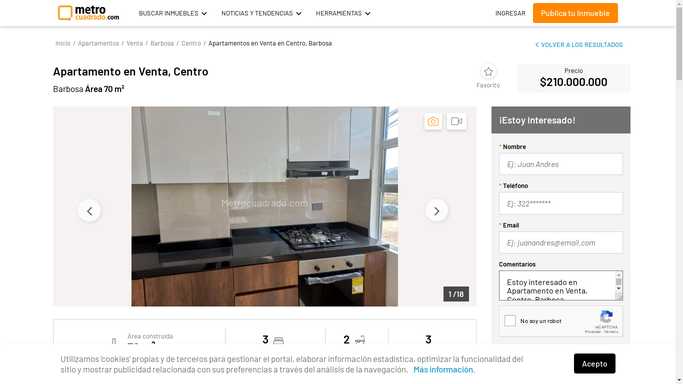 metro
cuadrado.com
BUSCAR INMUEBLES
NOTICIAS Y TENDENCIAS
HERRAMIENTAS
INGRESAR
Publica tu Inmueble
Inicio / Apartamentos / Venta / Barbosa / Centro / Apartamentos en Venta en Centro, Barbosa
VOLVER A LOS RESULTADOS
Apartamento en Venta, Centro
Barbosa Área 70 m²
Favorito
Precio
$210.000.000
Metrocuadrado.com
1 / 18
¡Estoy Interesado!
* Nombre
Ej: Juan Andres
* Teléfono
Ej: 322*******
* Email
Ej: juanandres@email.com
Comentarios
Estoy interesado en
Apartamento en Venta,
Centro, Barbosa
No soy un robot
reCAPTCHA
Privacidad - Términos
Área construida
3
2
3
Utilizamos 'cookies' propias y de terceros para gestionar el portal, elaborar información estadística, optimizar la funcionalidad del
sitio y mostrar publicidad relacionada con sus preferencias a través del análisis de la navegación. Más información.
Acepto